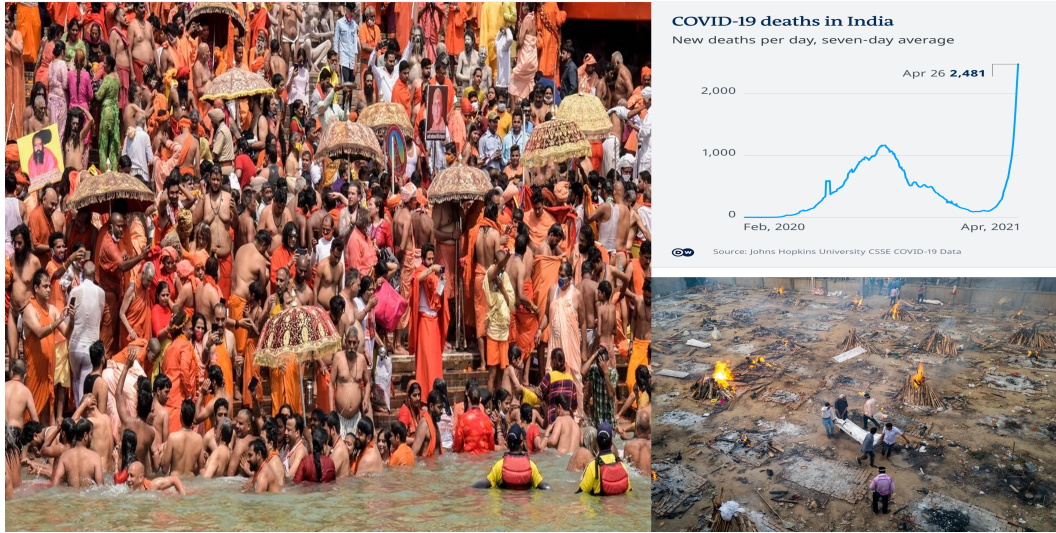 COVID-19 deaths in India
New deaths per day, seven-day average
Apr 26 2,481
2,000
1,000
0
Feb, 2020
Apr, 2021
DW
Source: Johns Hopkins University CSSE COVID-19 Data